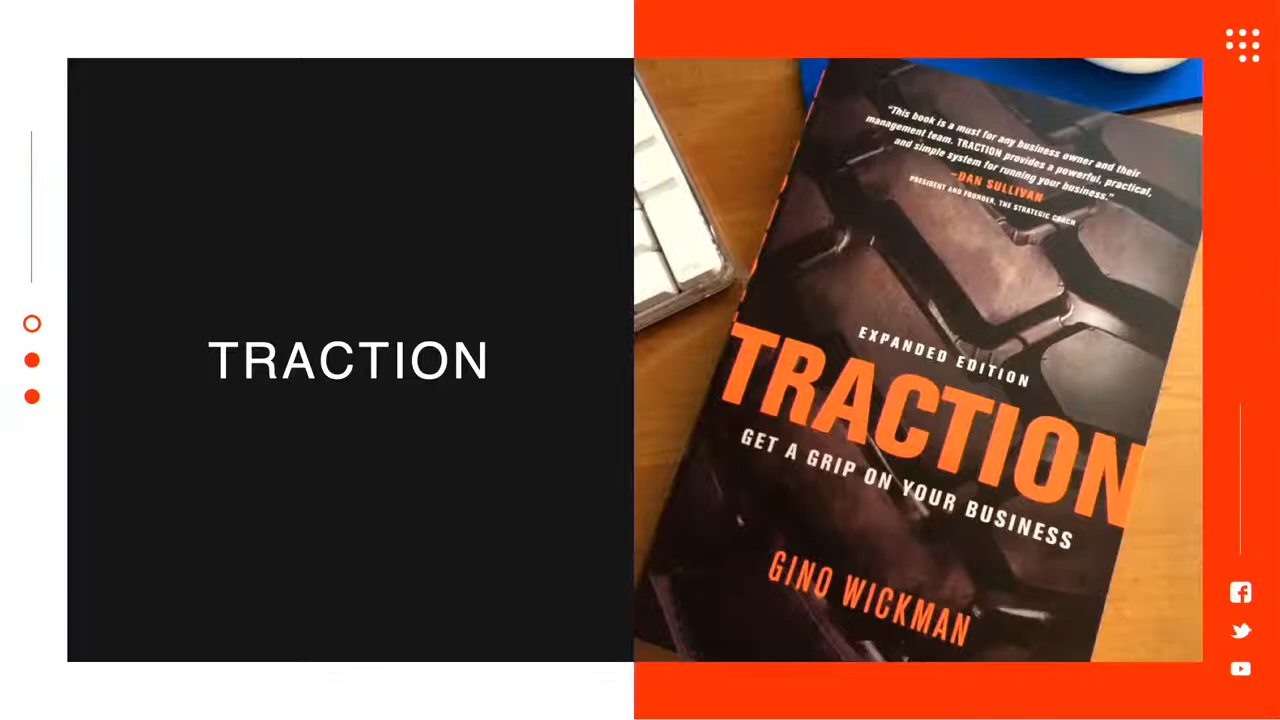 TRACTION
"This book is a must for any business owner and their
management team. TRACTION provides a powerful, practical,
and simple system for running your business."
—DAN SULLIVAN
PRESIDENT AND FOUNDER, THE STRATEGIC COACH
EXPANDED EDITION
TRACTION
GET A GRIP ON YOUR BUSINESS
GINO WICKMAN